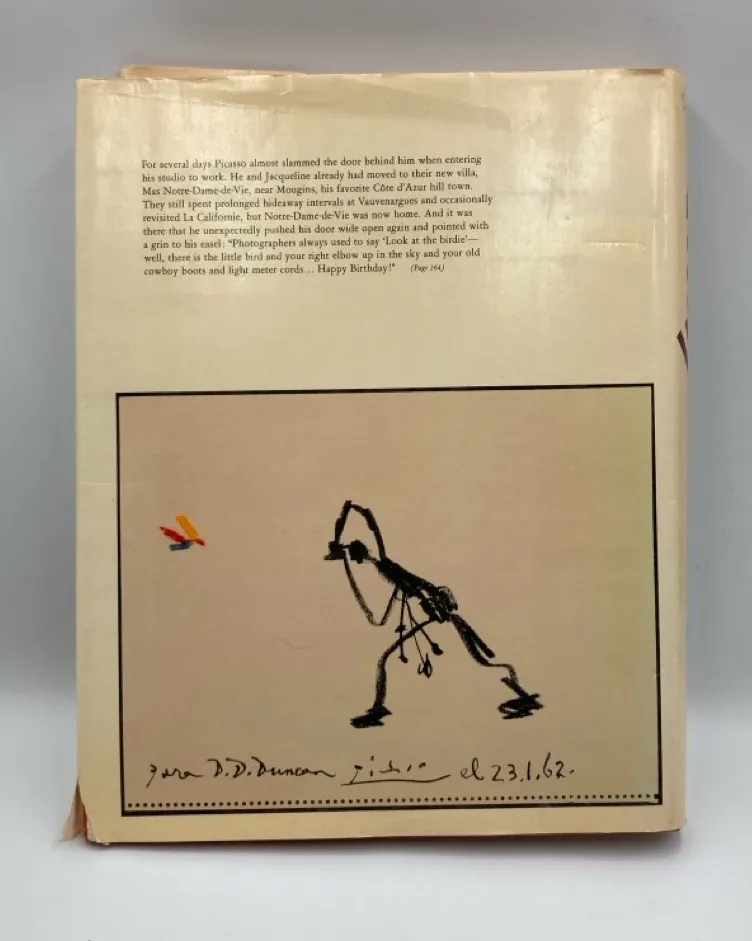 For several days Picasso almost slammed the door behind him when entering
his studio to work. He and Jacqueline already had moved to their new villa,
Mas Notre-Dame-de-Vie, near Mougins, his favorite Côte d'Azur hill town.
They still spent prolonged hideaway intervals at Vauvenargues and occasionally
revisited La Californie, but Notre-Dame-de-Vie was now home. And it was
there that he unexpectedly pushed his door wide open again and pointed with
a grin to his easel: "Photographers always used to say 'Look at the birdie'—
well, there is the little bird and your right elbow up in the sky and your old
cowboy boots and light meter cords... Happy Birthday!" (Page 264)
para D.D.Duncan Picasso el 23.1.62.